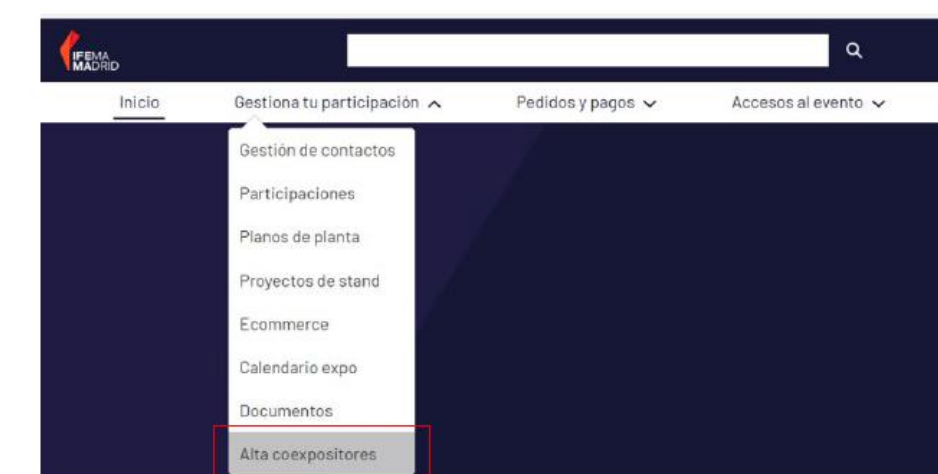 IFEMA
MADRID
Inicio Gestiona tu participación Pedidos y pagos Accesos al evento
Gestión de contactos
Participaciones
Planos de planta
Proyectos de stand
Ecommerce
Calendario expo
Documentos
Alta coexpositores